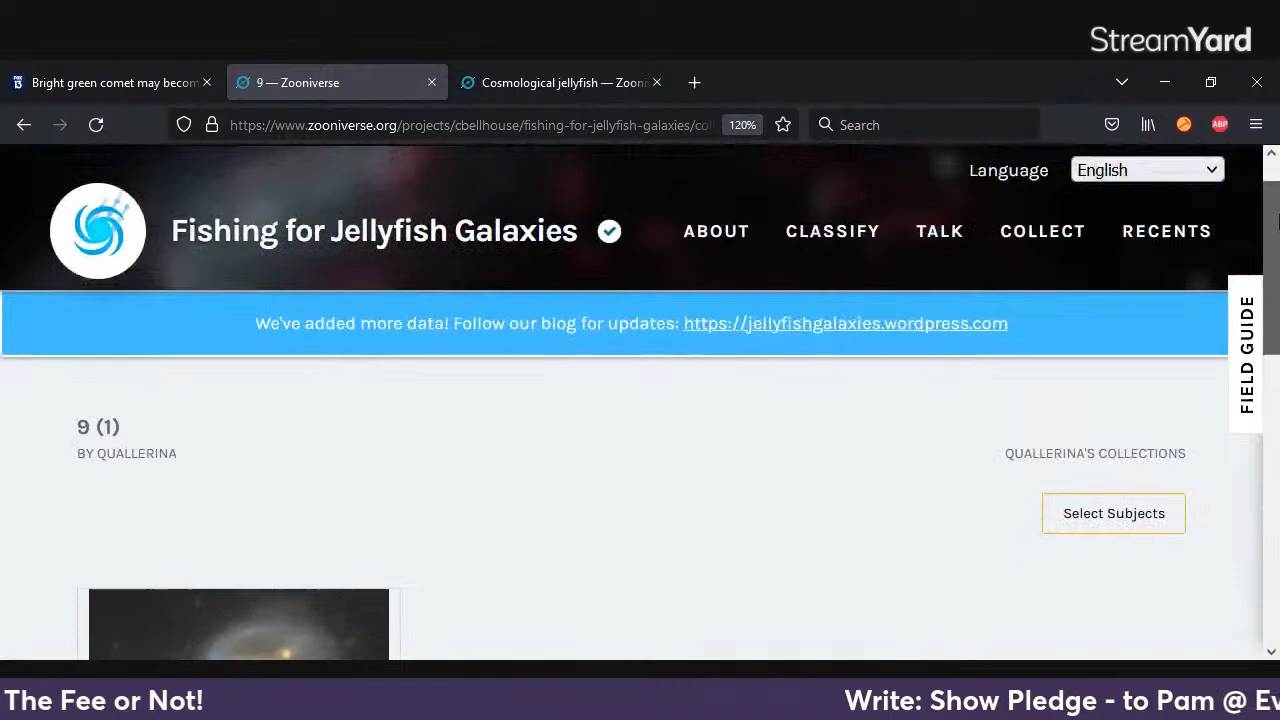 StreamYard
Bright green comet may becom
9 — Zooniverse
Cosmological jellyfish — Zoon
https://www.zooniverse.org/projects/cbellhouse/fishing-for-jellyfish-galaxies/col
120%
Search
ABP
Language
English
Fishing for Jellyfish Galaxies
ABOUT
CLASSIFY
TALK
COLLECT
RECENTS
We've added more data! Follow our blog for updates: https://jellyfishgalaxies.wordpress.com
FIELD GUIDE
9 (1)
BY QUALLERINA
QUALLERINA'S COLLECTIONS
Select Subjects
The Fee or Not!
Write: Show Pledge - to Pam @ Ev